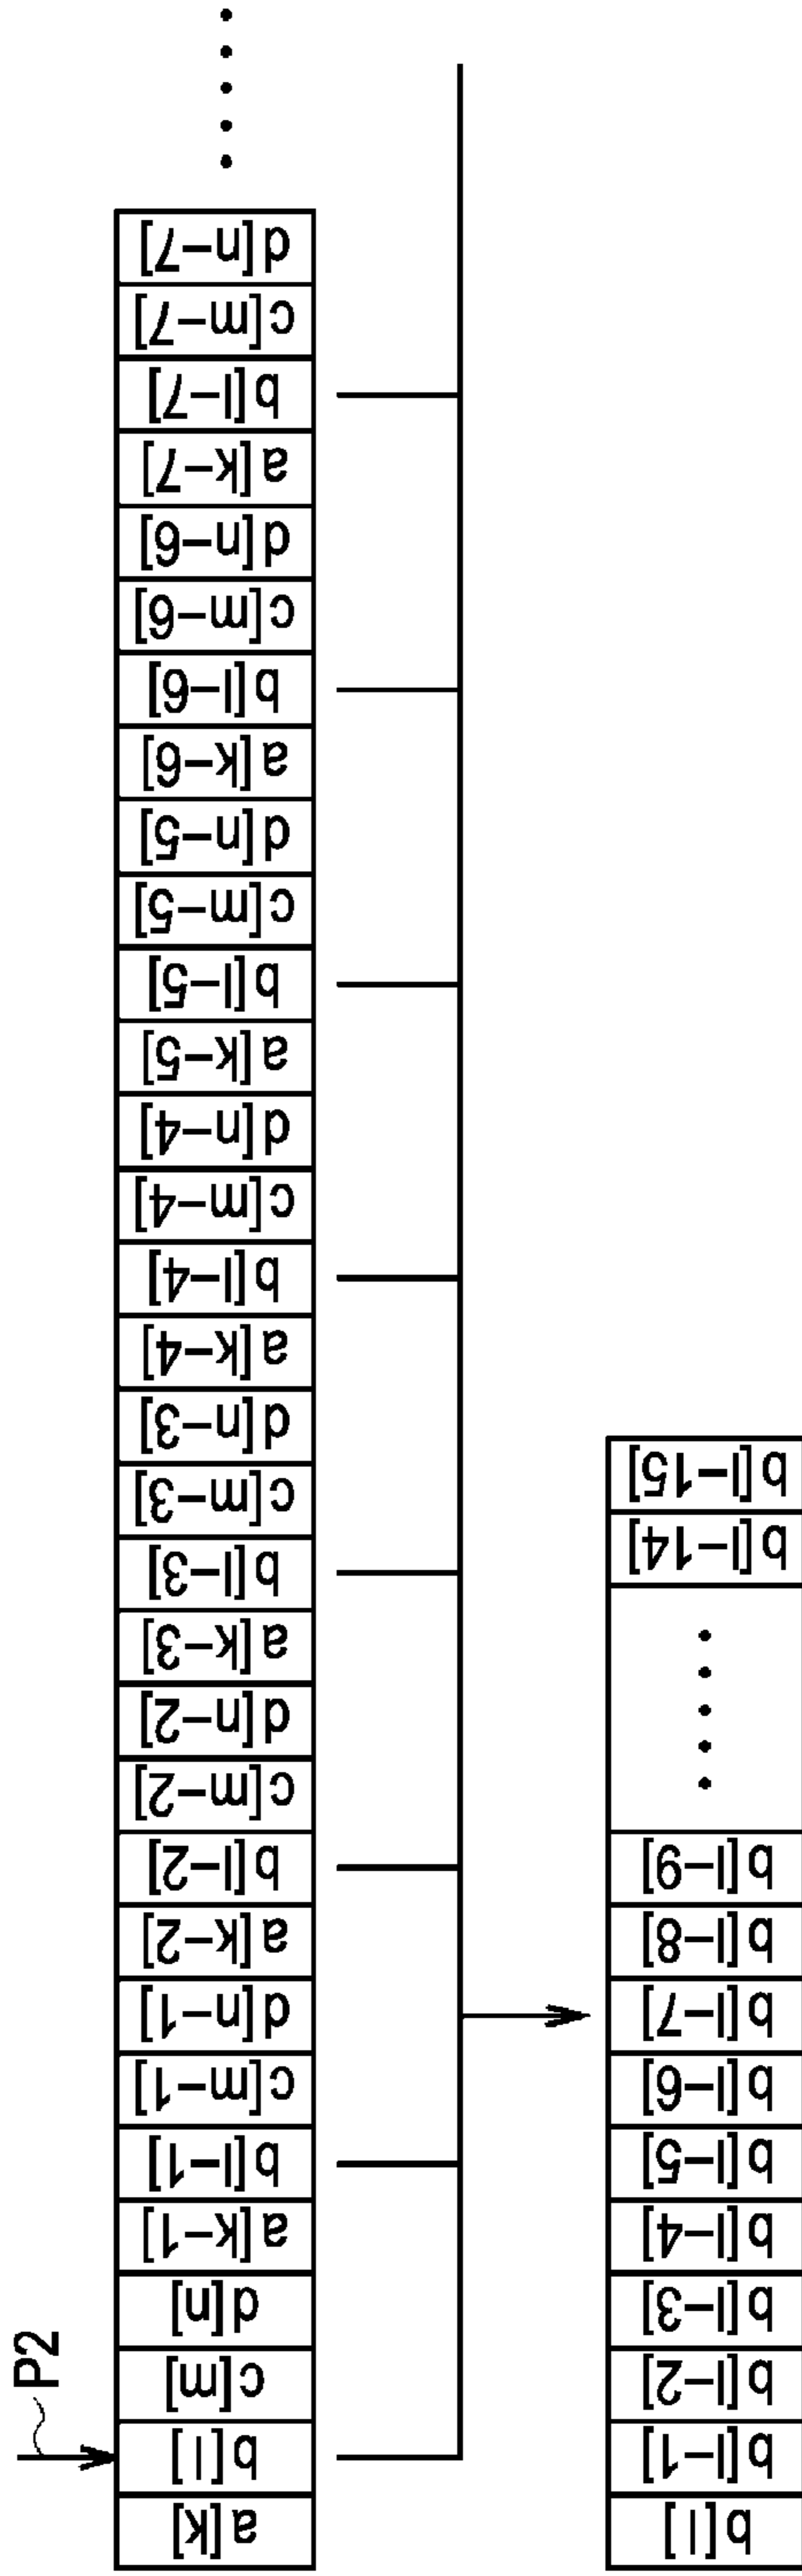 P2
a[k]
b[l]
c[m]
d[n]
a[k-1]
b[l-1]
c[m-1]
d[n-1]
a[k-2]
b[l-2]
c[m-2]
d[n-2]
a[k-3]
b[l-3]
c[m-3]
d[n-3]
a[k-4]
b[l-4]
c[m-4]
d[n-4]
a[k-5]
b[l-5]
c[m-5]
d[n-5]
a[k-6]
b[l-6]
c[m-6]
d[n-6]
a[k-7]
b[l-7]
c[m-7]
d[n-7]
b[l]
b[l-1]
b[l-2]
b[l-3]
b[l-4]
b[l-5]
b[l-6]
b[l-7]
b[l-8]
b[l-9]
b[l-14]
b[l-15]